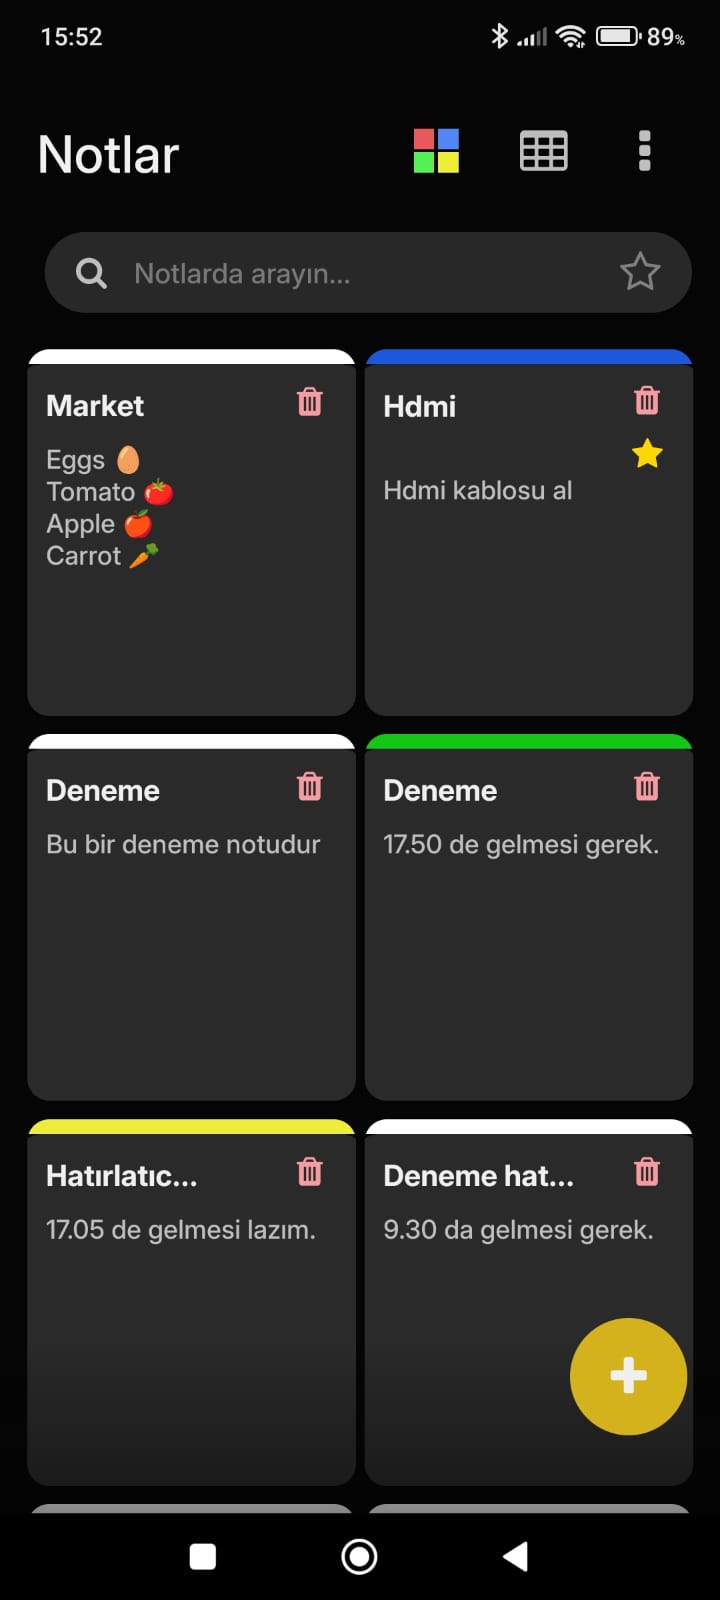 15:52
89%
Notlar
Notlarda arayın...
Market
Eggs
Tomato
Apple
Carrot
Hdmi
Hdmi kablosu al
Deneme
Bu bir deneme notudur
Deneme
17.50 de gelmesi gerek.
Hatırlatıc...
17.05 de gelmesi lazım.
Deneme hat...
9.30 da gelmesi gerek.